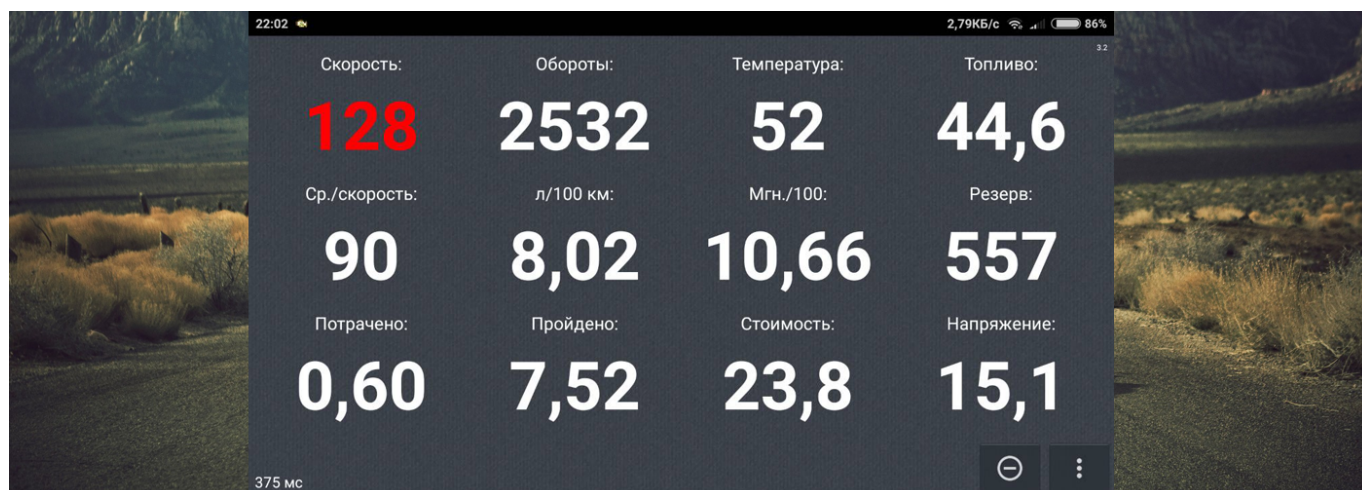 22:02 2,79КБ/с 86%
3.2
Скорость: Обороты: Температура: Топливо:
128 2532 52 44,6
Ср./скорость: л/100 км: Мгн./100: Резерв:
90 8,02 10,66 557
Потрачено: Пройдено: Стоимость: Напряжение:
0,60 7,52 23,8 15,1
375 мс